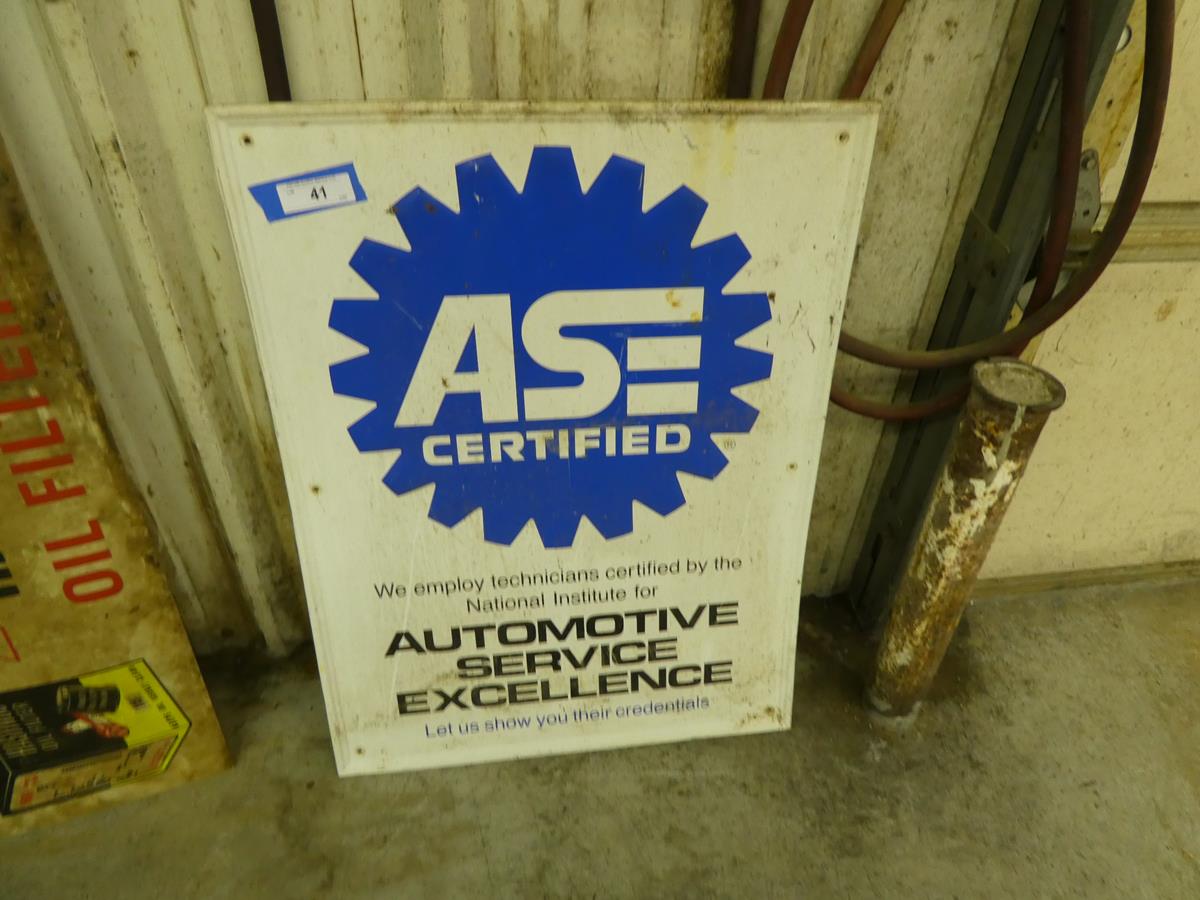 41
ASE
CERTIFIED
®
We employ technicians certified by the
National Institute for
AUTOMOTIVE
SERVICE
EXCELLENCE
Let us show you their credentials
OIL FILTER